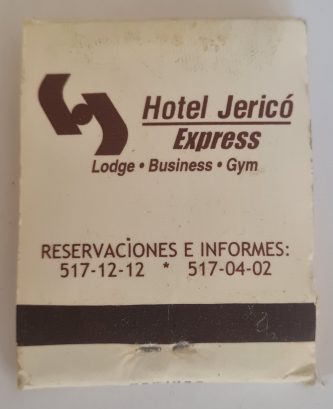 Hotel Jericó
Express
Lodge • Business • Gym
RESERVACIONES E INFORMES:
517-12-12 * 517-04-02